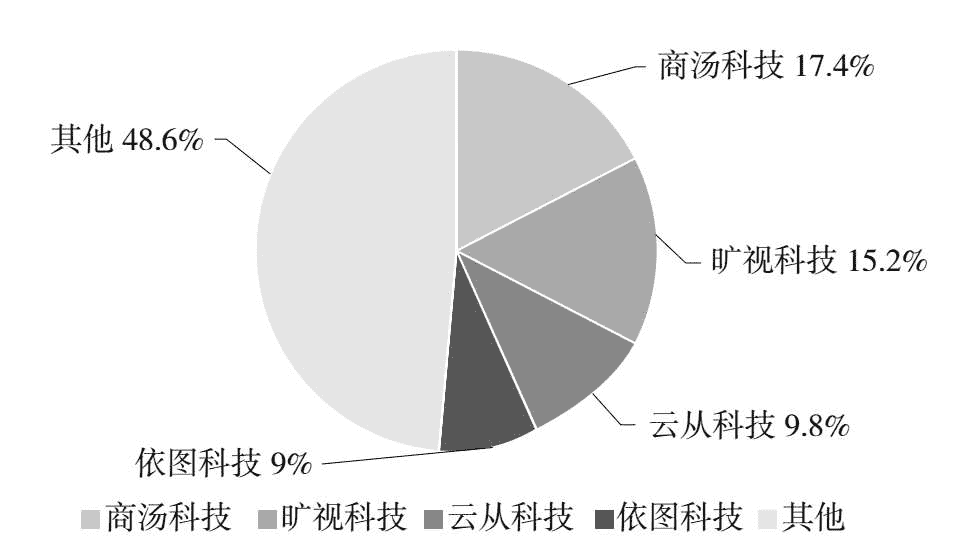 商汤科技 17.4%
其他 48.6%
旷视科技 15.2%
云从科技 9.8%
依图科技 9%
商汤科技 旷视科技 云从科技 依图科技 其他